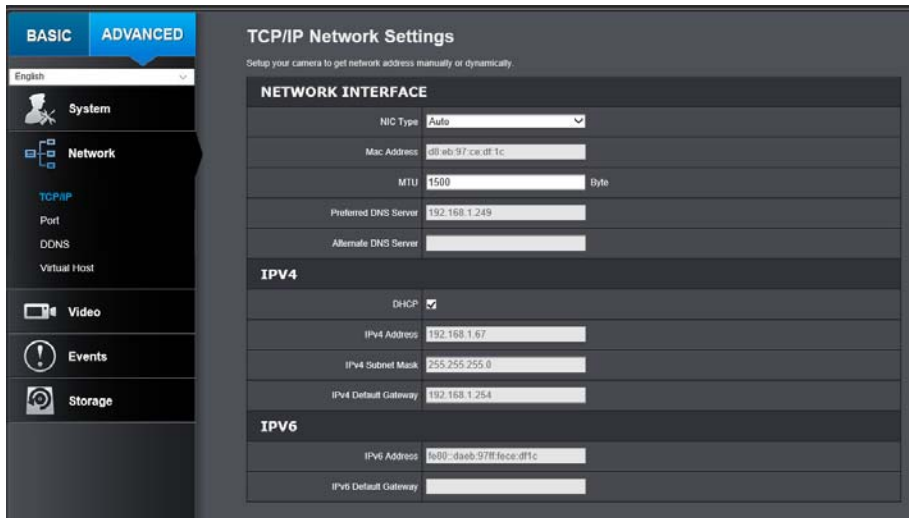 BASIC
ADVANCED
English
System
Network
TCP/IP
Port
DDNS
Virtual Host
Video
Events
Storage
TCP/IP Network Settings
Setup your camera to get network address manually or dynamically.
NETWORK INTERFACE
NIC Type Auto
Mac Address d8:eb:97:ce:df:1c
MTU 1500 Byte
Preferred DNS Server 192.168.1.249
Alternate DNS Server
IPV4
DHCP
IPv4 Address 192.168.1.67
IPv4 Subnet Mask 255.255.255.0
IPv4 Default Gateway 192.168.1.254
IPV6
IPv6 Address fe80::daeb:97ff:fece:df1c
IPv6 Default Gateway